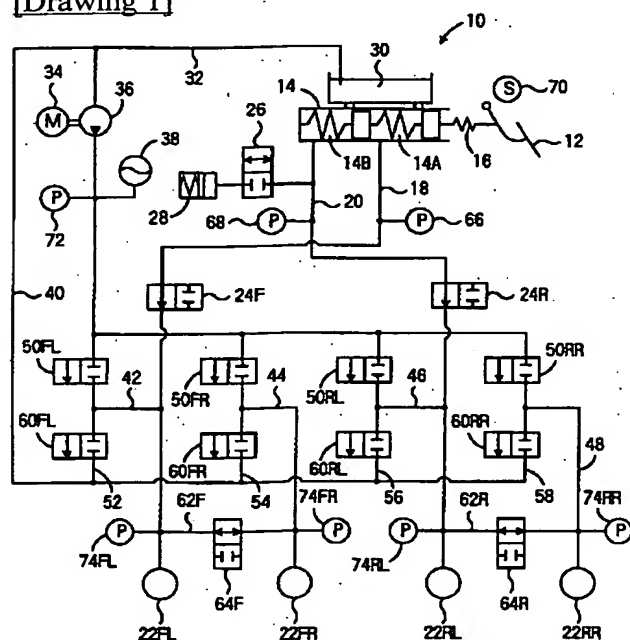 [Drawing 1]
10
32
30
34
36
S
70
M
14
26
38
12
14B
14A
16
P
72
28
20
18
68
P
P
66
24F
24R
40
50FL
42
50FR
44
50RL
46
50RR
60FL
60FR
60RL
60RR
48
52
54
56
58
62F
74FR
62R
74RR
P
P
P
P
74FL
74RL
64F
64R
22FL
22FR
22RL
22RR